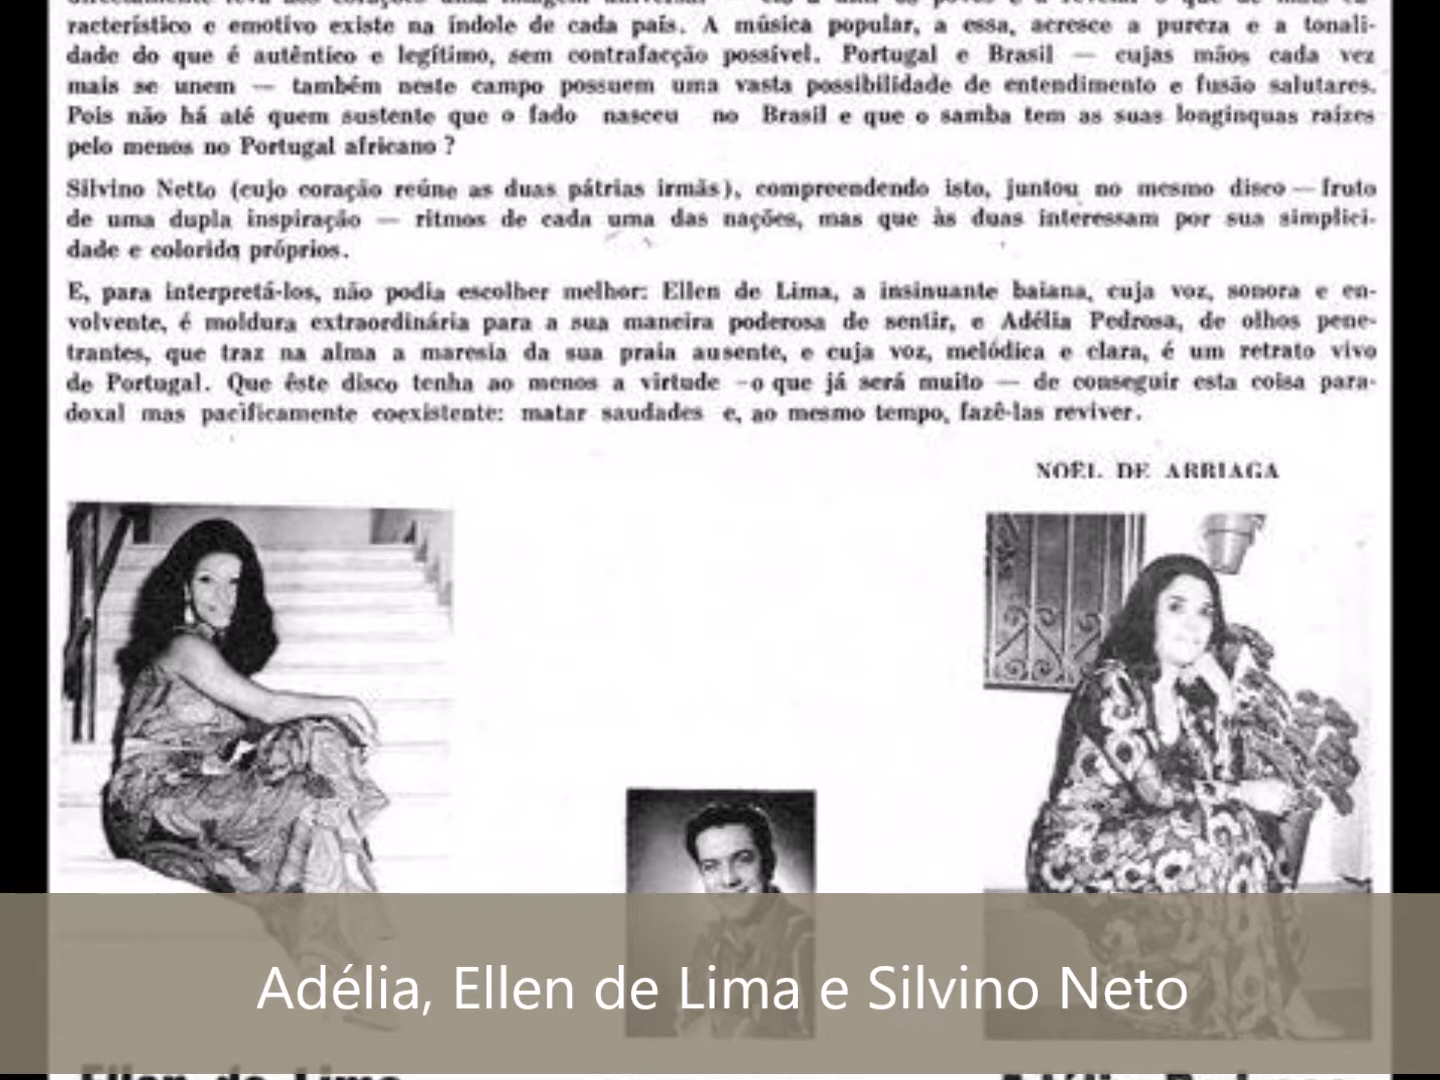 racterístico e emotivo existe na índole de cada país. A música popular, a essa, acresce a pureza e a tonali-
dade do que é autêntico e legítimo, sem contrafacção possível. Portugal e Brasil — cujas mãos cada vez
mais se unem — também neste campo possuem uma vasta possibilidade de entendimento e fusão salutares.
Pois não há até quem sustente que o fado nasceu no Brasil e que o samba tem as suas longínquas raízes
pelo menos no Portugal africano ?
Silvino Netto (cujo coração reúne as duas pátrias irmãs), compreendendo isto, juntou no mesmo disco — fruto
de uma dupla inspiração — ritmos de cada uma das nações, mas que às duas interessam por sua simplici-
dade e colorido próprios.
E, para interpretá-los, não podia escolher melhor: Ellen de Lima, a insinuante baiana, cuja voz, sonora e en-
volvente, é moldura extraordinária para a sua maneira poderosa de sentir, e Adélia Pedrosa, de olhos pene-
trantes, que traz na alma a maresia da sua praia ausente, e cuja voz, melódica e clara, é um retrato vivo
de Portugal. Que êste disco tenha ao menos a virtude -o que já será muito — de conseguir esta coisa para-
doxal mas pacificamente coexistente: matar saudades e, ao mesmo tempo, fazê-las reviver.
NOËL DE ARRIAGA
Adélia, Ellen de Lima e Silvino Neto
Ellen de Lima